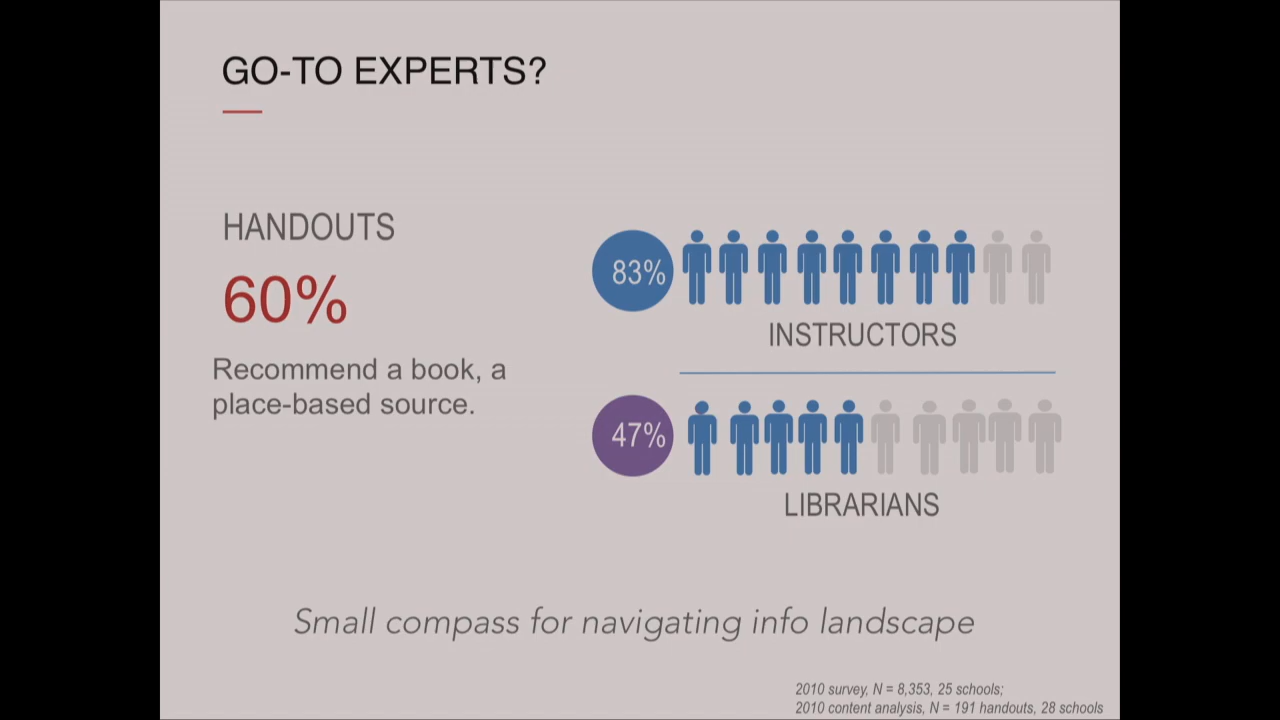 GO-TO EXPERTS?
HANDOUTS
60%
Recommend a book, a
place-based source.
83%
INSTRUCTORS
47%
LIBRARIANS
Small compass for navigating info landscape
2010 survey, N = 8,353, 25 schools;
2010 content analysis, N = 191 handouts, 28 schools